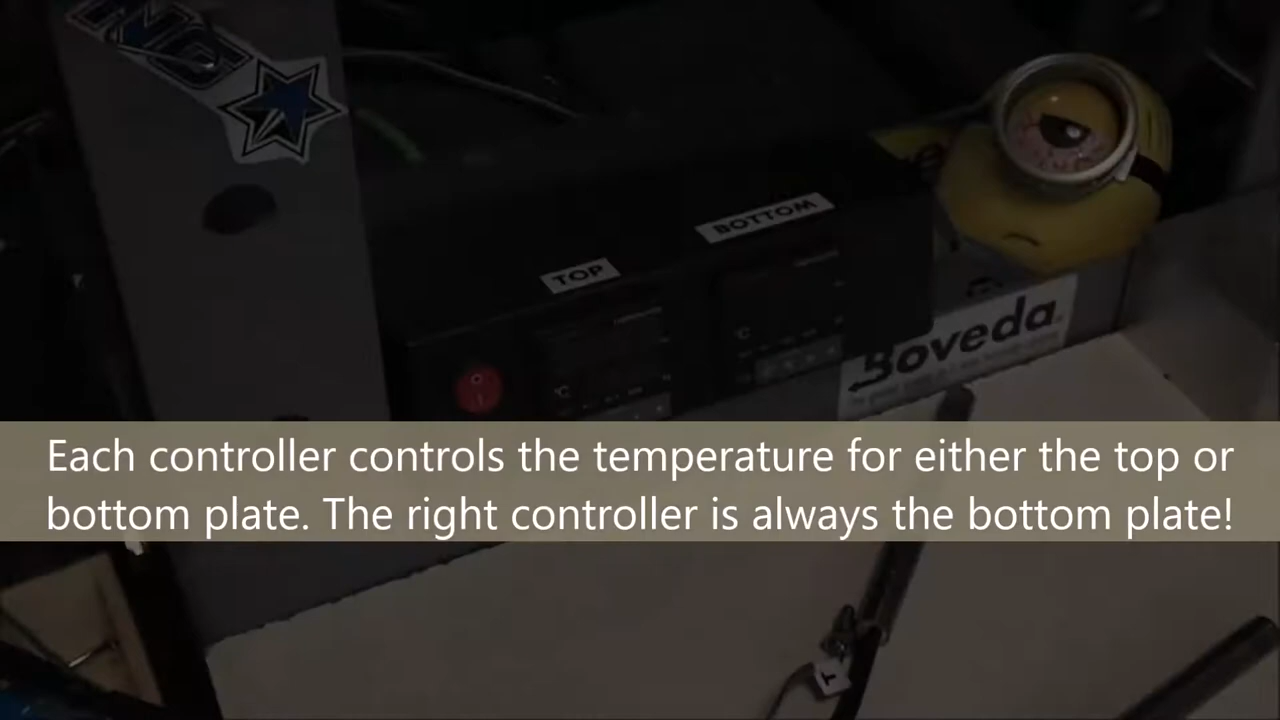 BOTTOM
TOP
Boveda
°C
°C
Each controller controls the temperature for either the top or
bottom plate. The right controller is always the bottom plate!
T